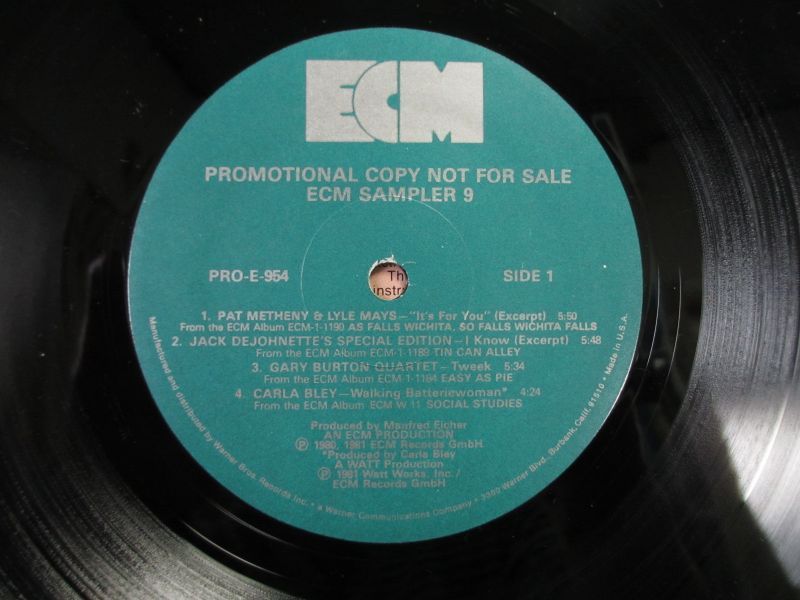 ECM
PROMOTIONAL COPY NOT FOR SALE
ECM SAMPLER 9
PRO-E-954
SIDE 1
Th
instr
1. PAT METHENY & LYLE MAYS–"It's For You" (Excerpt) 5:50
From the ECM Album ECM-1-1190 AS FALLS WICHITA, SO FALLS WICHITA FALLS
2. JACK DEJOHNETTE'S SPECIAL EDITION–I Know (Excerpt) 5:48
From the ECM Album ECM-1-1189 TIN CAN ALLEY
3. GARY BURTON QUARTET–Tweek 5:34
From the ECM Album ECM-1-1184 EASY AS PIE
4. CARLA BLEY–Walking Batteriewoman* 4:24
From the ECM Album ECM W 11 SOCIAL STUDIES
Produced by Manfred Eicher
AN ECM PRODUCTION
℗ 1980, 1981 ECM Records GmbH
*Produced by Carla Bley
A WATT Production
℗ 1981 Watt Works, Inc./
ECM Records GmbH
Manufactured and distributed by Warner Bros. Records Inc. • a Warner Communications Company • 3300 Warner Blvd., Burbank, Calif. 91510 • Made in U.S.A.